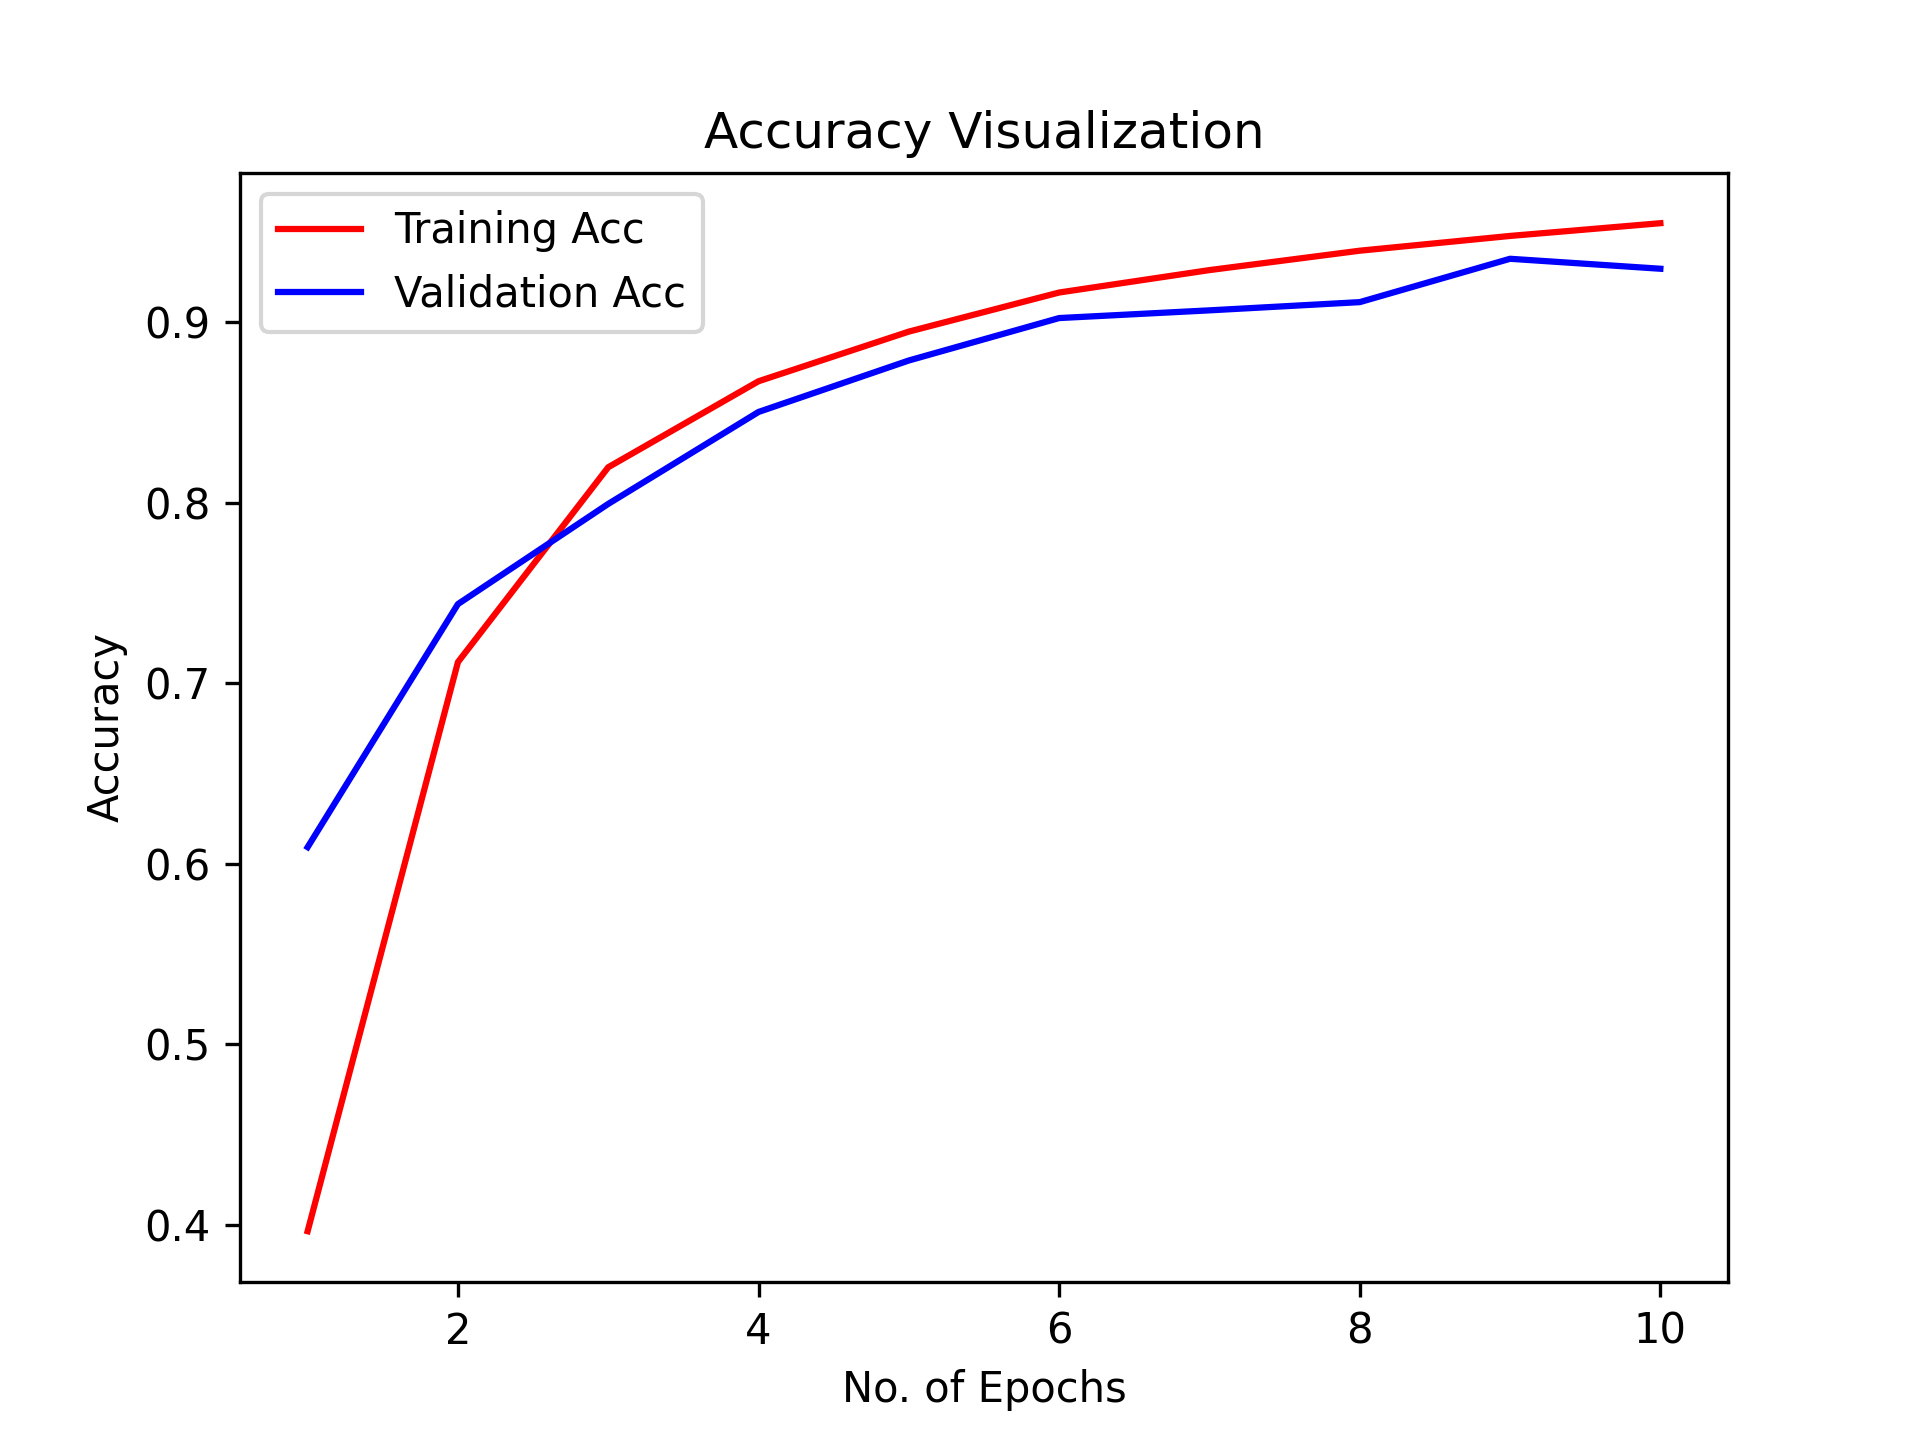 Accuracy Visualization
Training Acc
Validation Acc
0.9
0.8
0.7
0.6
0.5
0.4
Accuracy
2 4 6 8 10
No. of Epochs